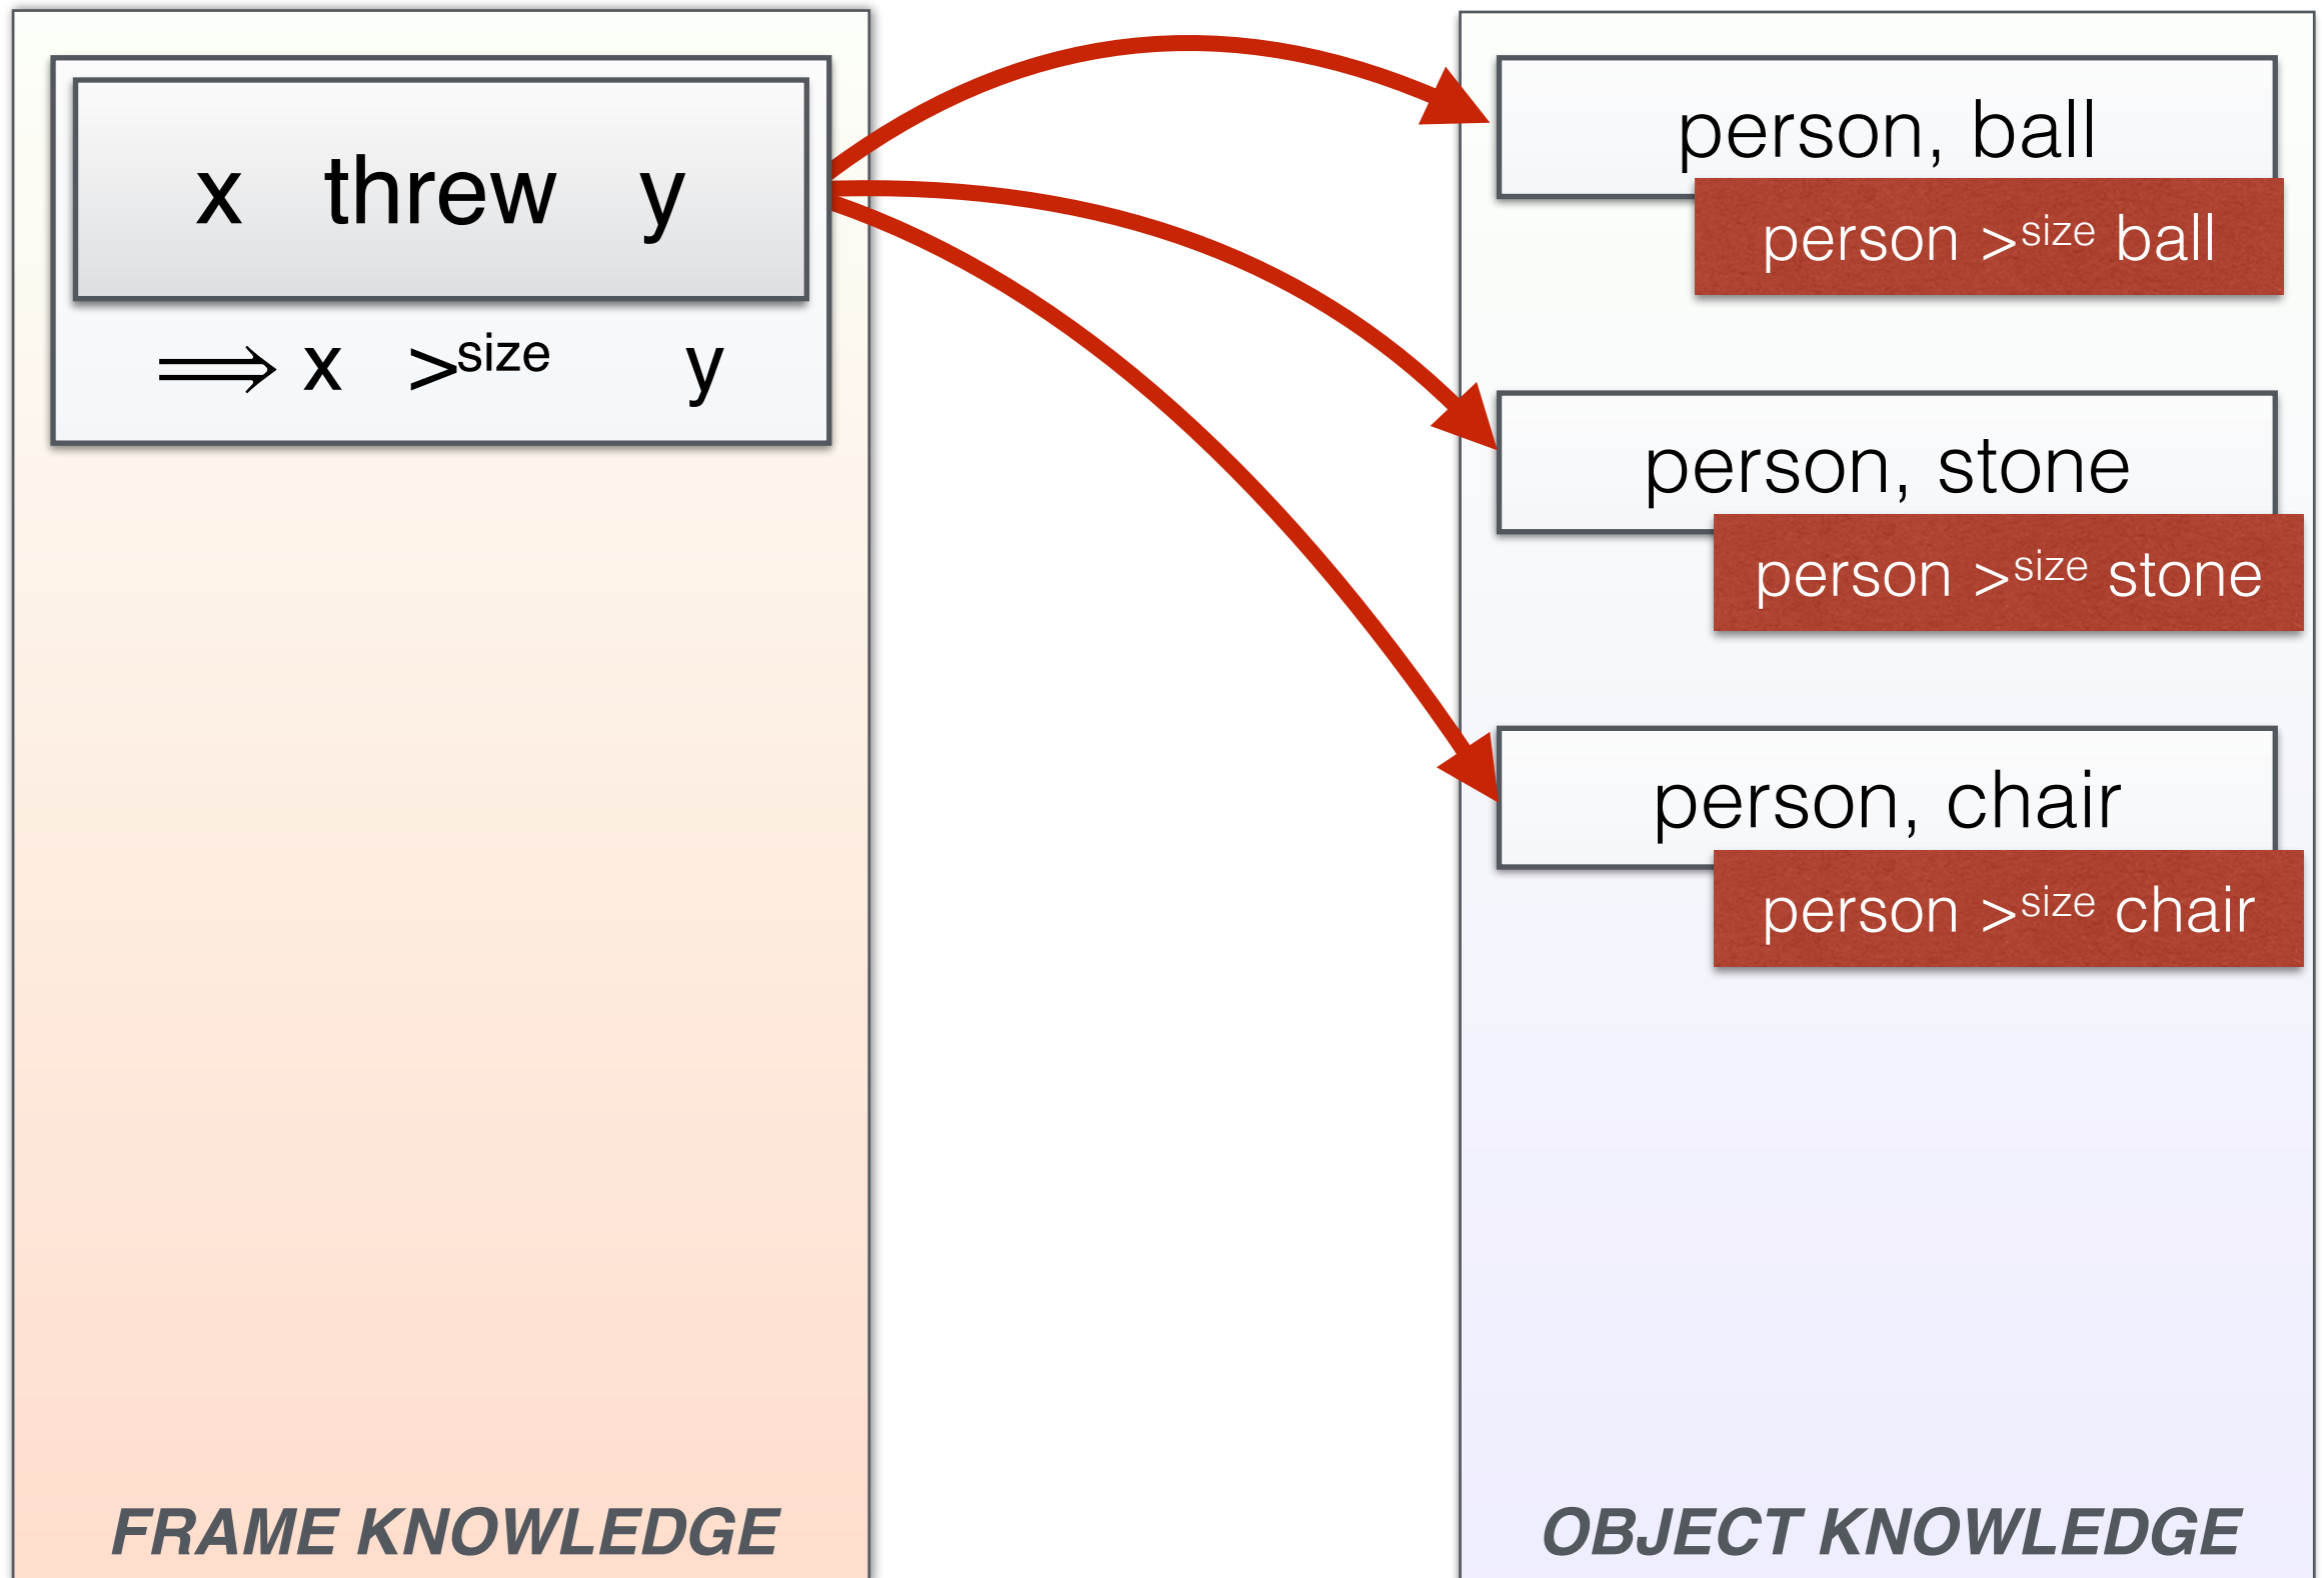 x threw y
⟹ x >size y
FRAME KNOWLEDGE
person, ball
person >size ball
person, stone
person >size stone
person, chair
person >size chair
OBJECT KNOWLEDGE